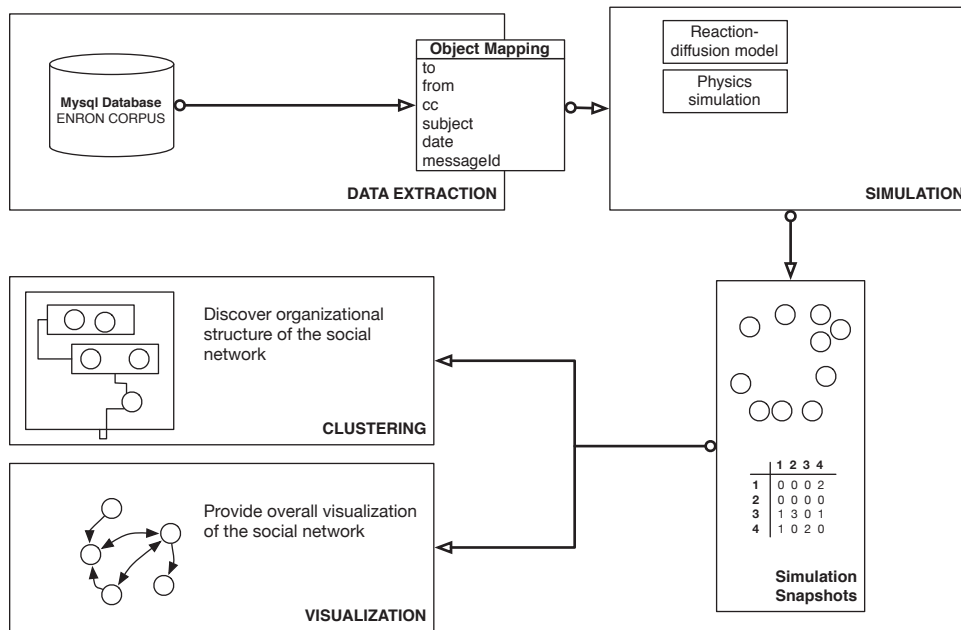 Mysql Database
ENRON CORPUS
Object Mapping
to
from
cc
subject
date
messageId
DATA EXTRACTION
Reaction-
diffusion model
Physics
simulation
SIMULATION
Discover organizational
structure of the social
network
CLUSTERING
Provide overall visualization
of the social network
VISUALIZATION
1 2 3 4
1 0 0 0 2
2 0 0 0 0
3 1 3 0 1
4 1 0 2 0
Simulation
Snapshots